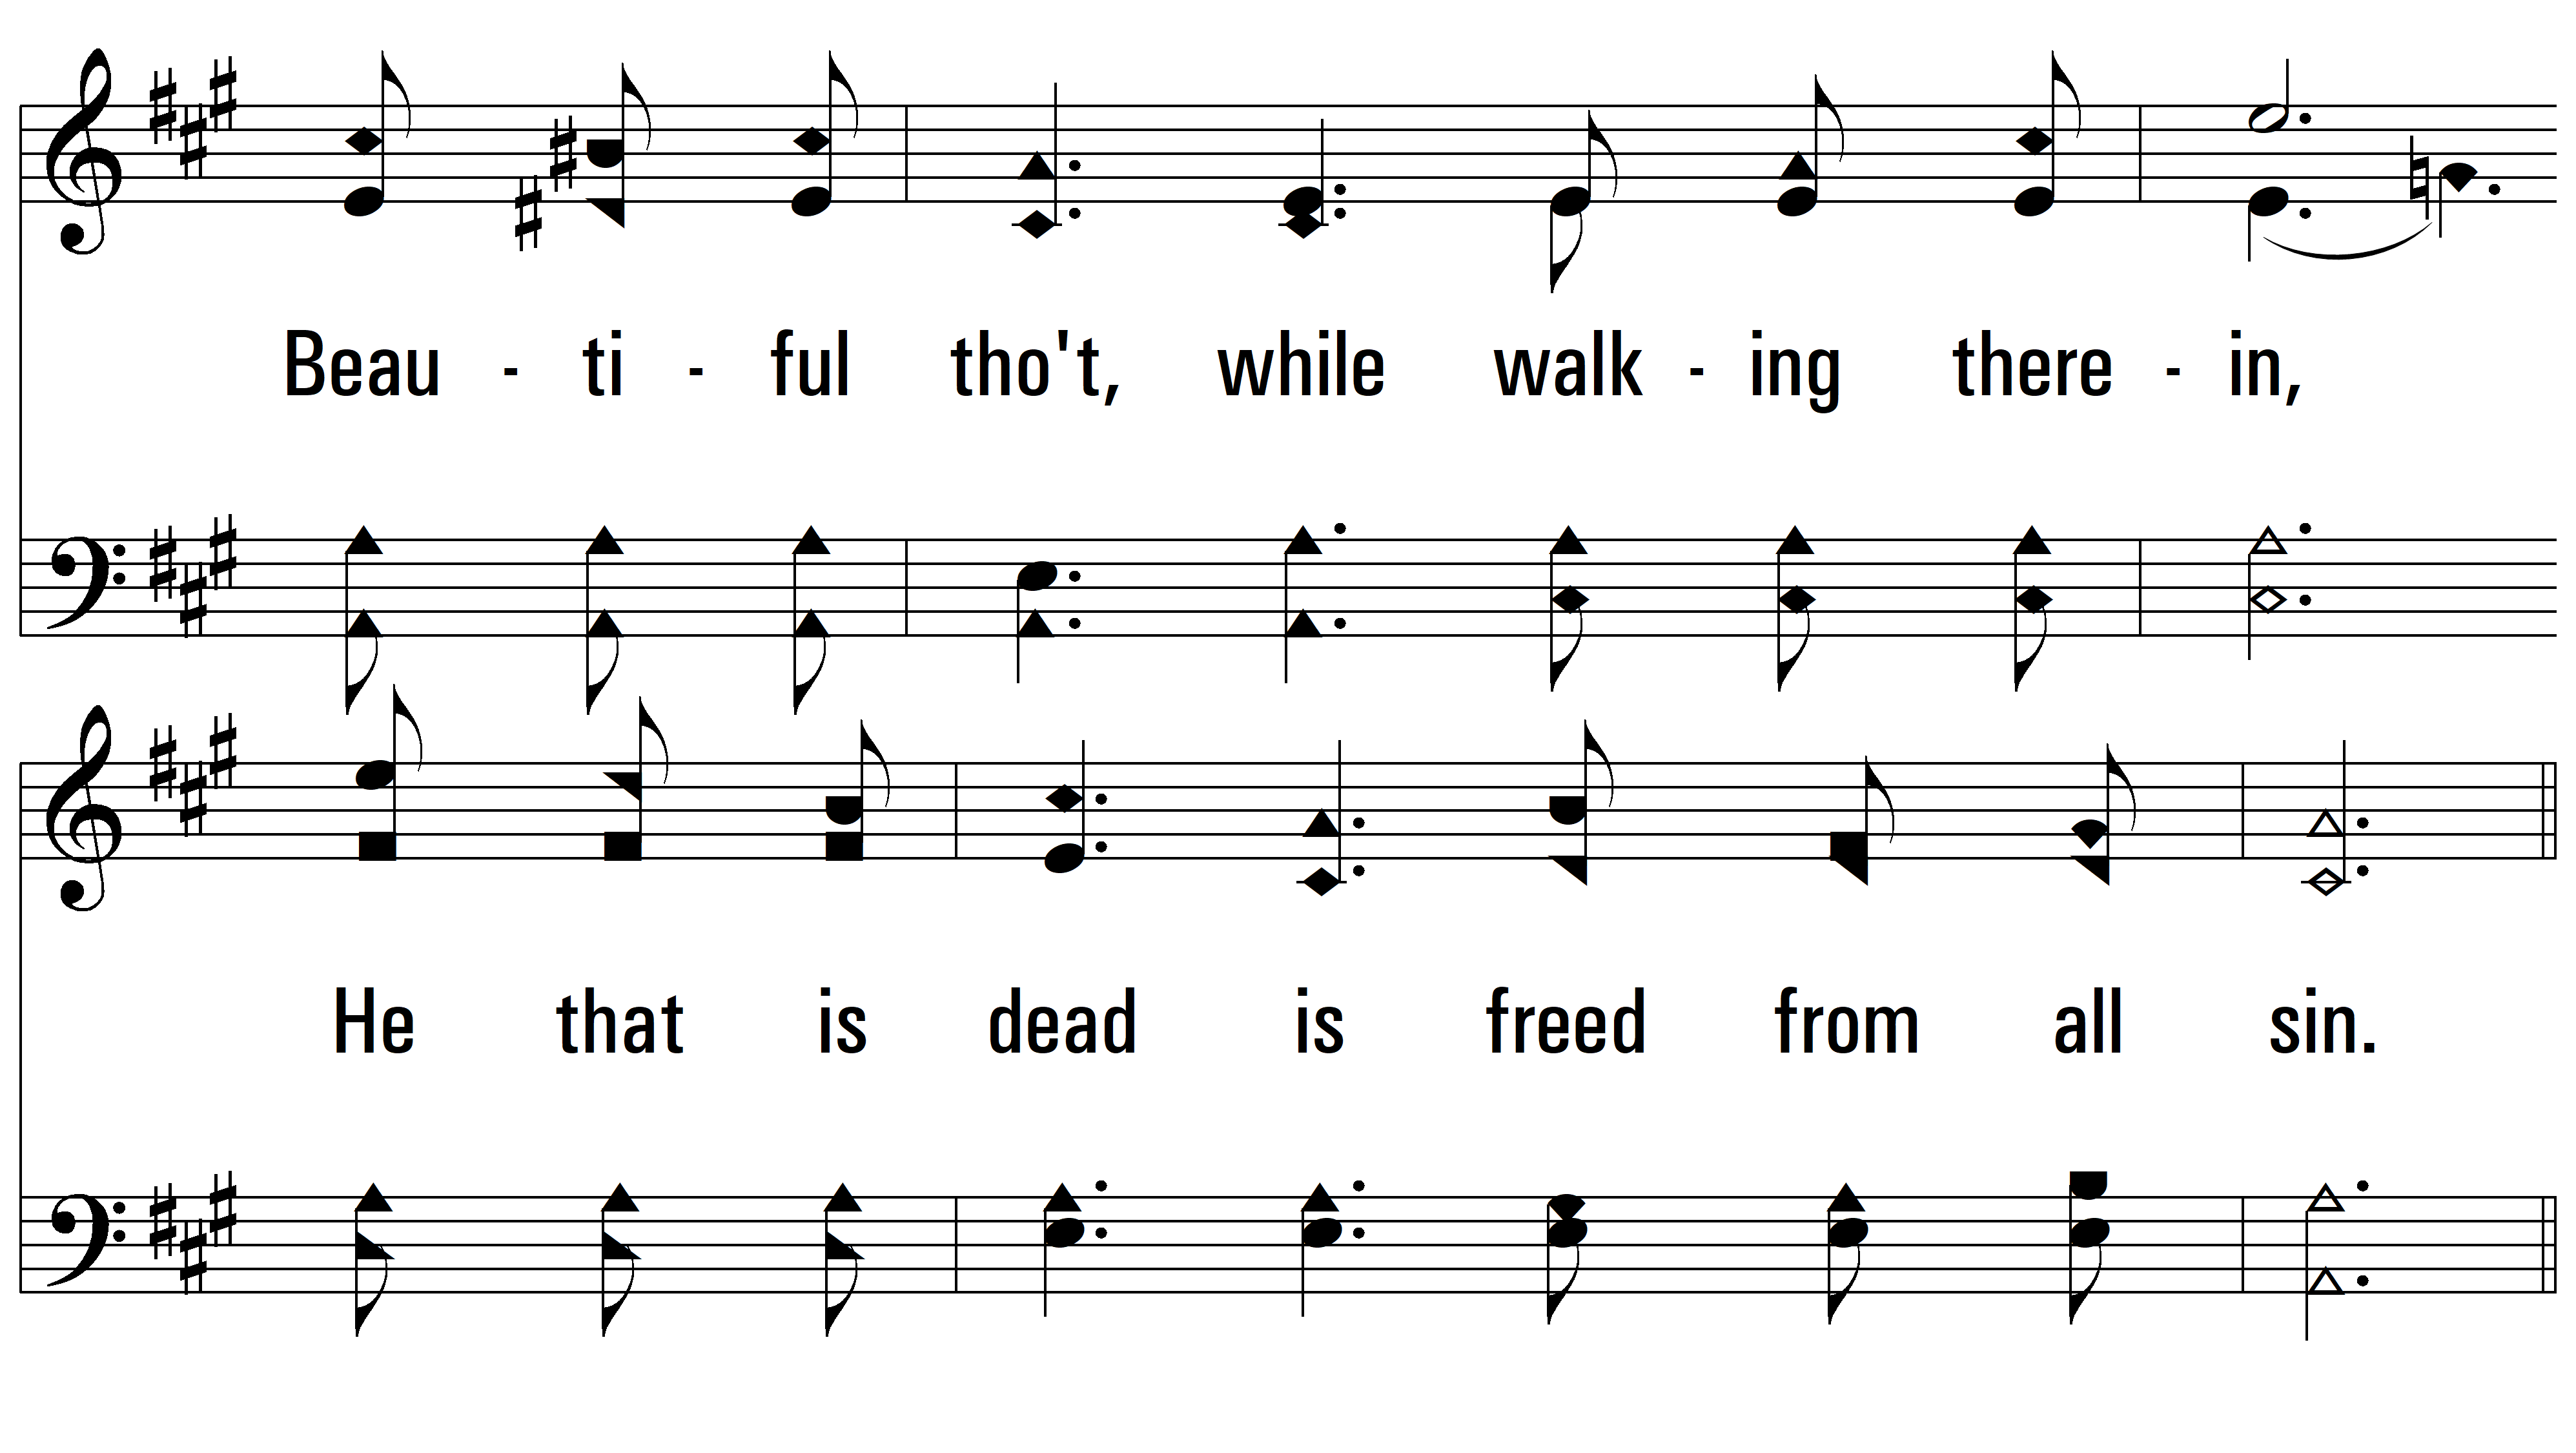 Beau - ti - ful tho't, while walk - ing there - in,
He that is dead is freed from all sin.